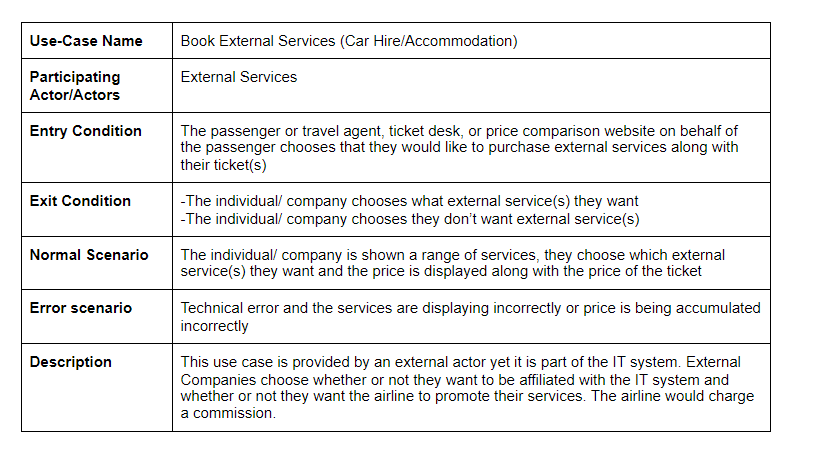 Use-Case Name
Book External Services (Car Hire/Accommodation)
Participating
Actor/Actors
External Services
Entry Condition
The passenger or travel agent, ticket desk, or price comparison website on behalf of
the passenger chooses that they would like to purchase external services along with
their ticket(s)
Exit Condition
-The individual/ company chooses what external service(s) they want
-The individual/ company chooses they don’t want external service(s)
Normal Scenario
The individual/ company is shown a range of services, they choose which external
service(s) they want and the price is displayed along with the price of the ticket
Error scenario
Technical error and the services are displaying incorrectly or price is being accumulated
incorrectly
Description
This use case is provided by an external actor yet it is part of the IT system. External
Companies choose whether or not they want to be affiliated with the IT system and
whether or not they want the airline to promote their services. The airline would charge
a commission.